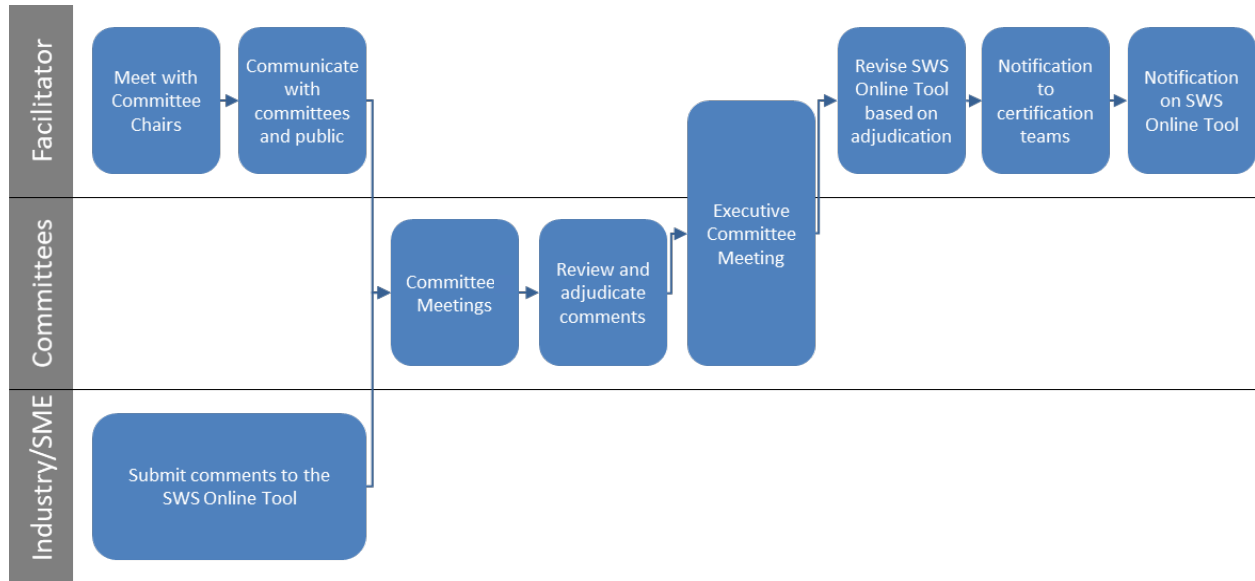 Facilitator
Meet with
Committee
Chairs
Communicate
with
committees
and public
Revise SWS
Online Tool
based on
adjudication
Notification
to
certification
teams
Notification
on SWS
Online Tool
Committees
Committee
Meetings
Review and
adjudicate
comments
Executive
Committee
Meeting
Industry/SME
Submit comments to the
SWS Online Tool